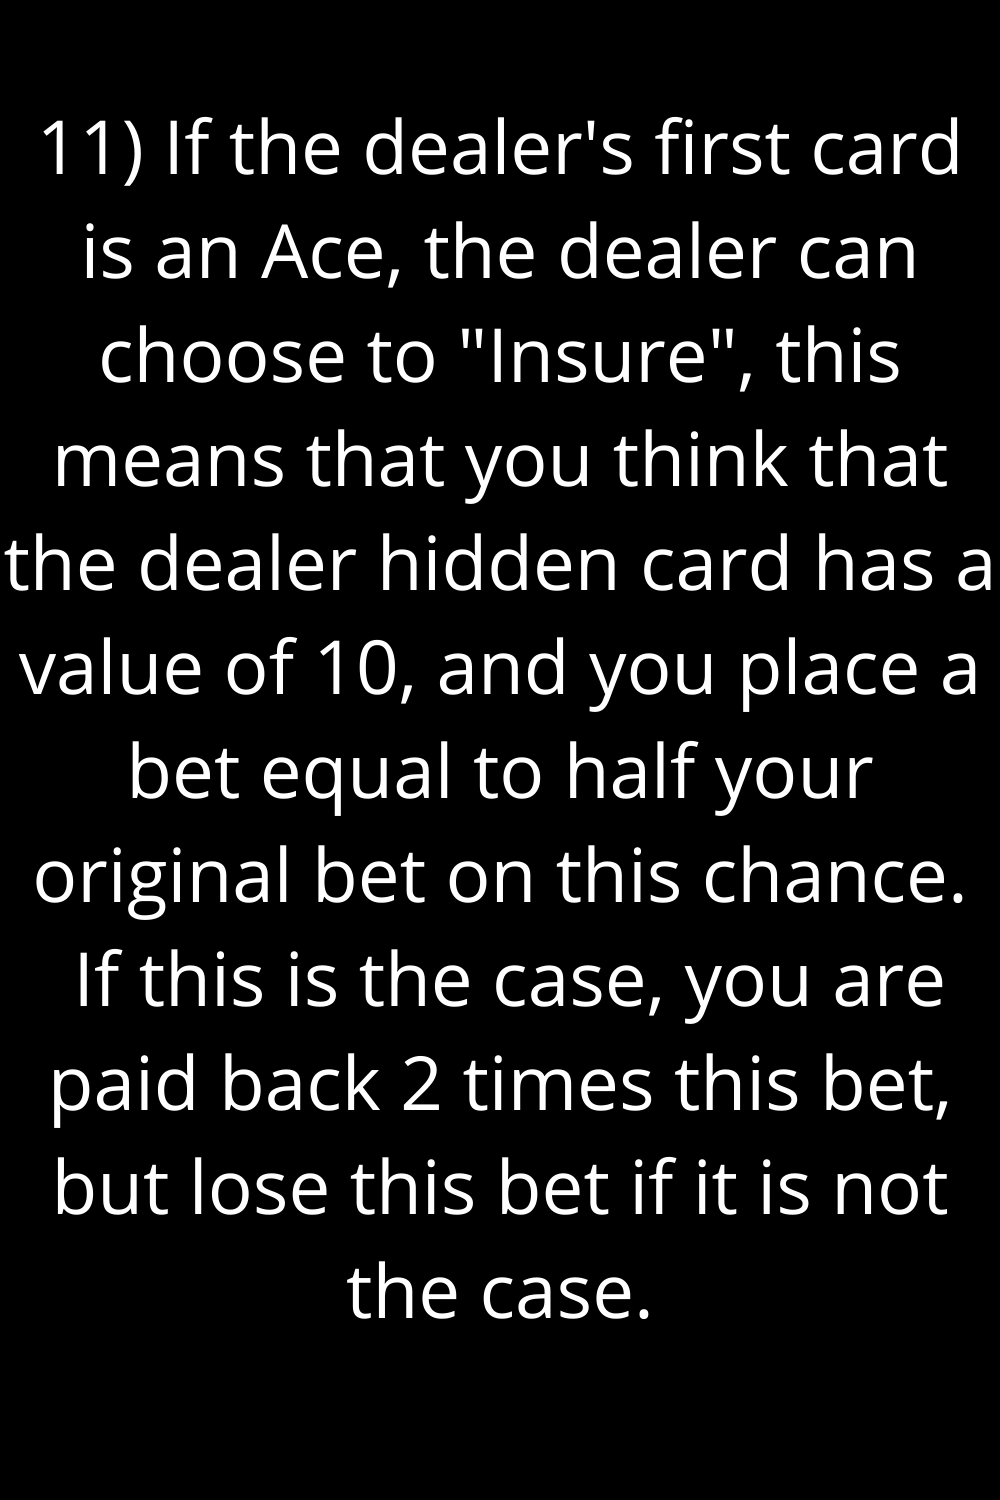 11) If the dealer's first card
is an Ace, the dealer can
choose to "Insure", this
means that you think that
the dealer hidden card has a
value of 10, and you place a
bet equal to half your
original bet on this chance.
If this is the case, you are
paid back 2 times this bet,
but lose this bet if it is not
the case.